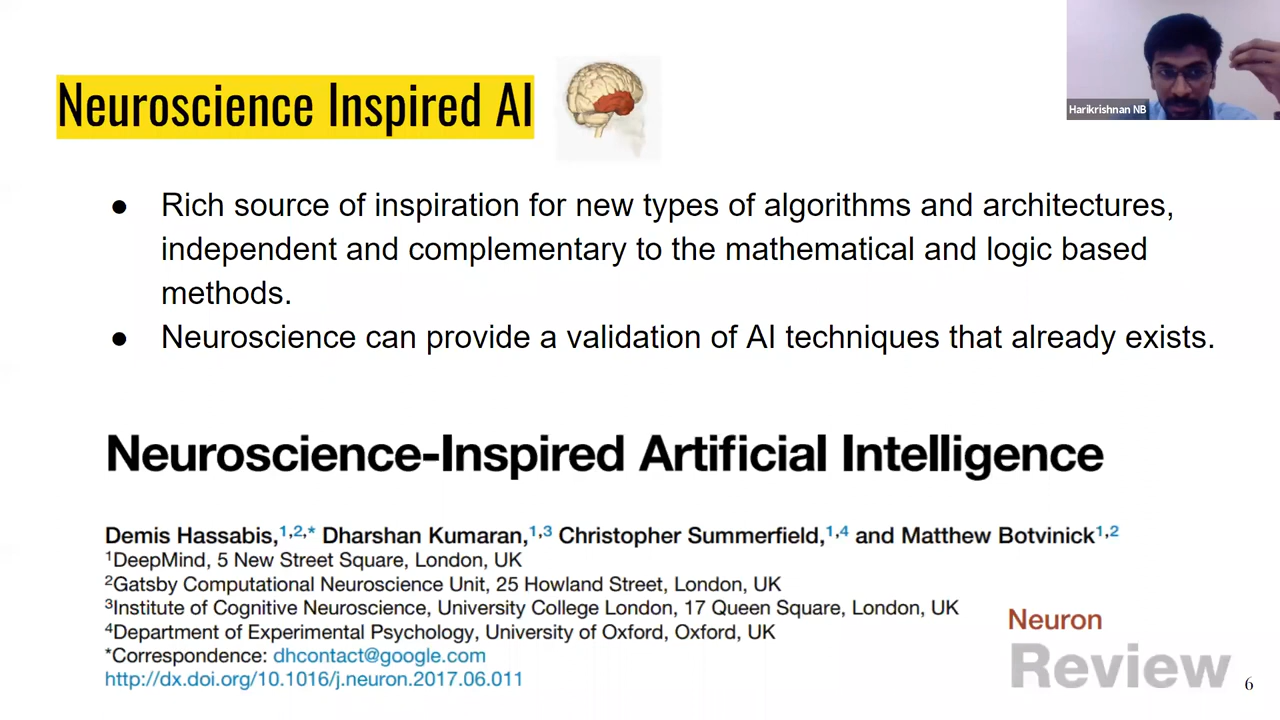 Neuroscience Inspired AI
Harikrishnan NB
● Rich source of inspiration for new types of algorithms and architectures,
independent and complementary to the mathematical and logic based
methods.
● Neuroscience can provide a validation of AI techniques that already exists.
Neuroscience-Inspired Artificial Intelligence
Demis Hassabis,1,2,* Dharshan Kumaran,1,3 Christopher Summerfield,1,4 and Matthew Botvinick1,2
1DeepMind, 5 New Street Square, London, UK
2Gatsby Computational Neuroscience Unit, 25 Howland Street, London, UK
3Institute of Cognitive Neuroscience, University College London, 17 Queen Square, London, UK
4Department of Experimental Psychology, University of Oxford, Oxford, UK
*Correspondence: dhcontact@google.com
http://dx.doi.org/10.1016/j.neuron.2017.06.011
Neuron
Review
6